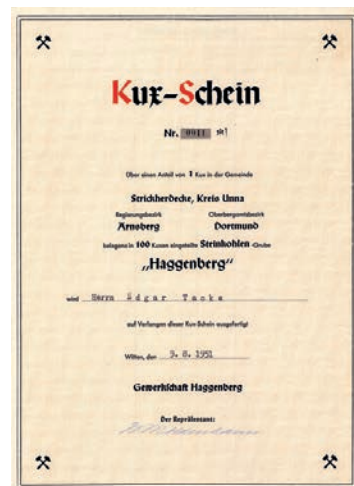 Kux-Schein
Nr. 0911
Über einen Anteil von 1 Kux in der Gemeinde
Strickherdecke, Kreis Unna
Regierungsbezirk Oberbergamtsbezirk
Arnsberg Dortmund
belegene in 100 Kuxen eingeteilte Steinkohlen-Grube
„Haggenberg"
wird Herrn Edgar Tacke
auf Verlangen dieser Kux-Schein ausgefertigt
Witten, den 9. 8. 1951
Gewerkschaft Haggenberg
Der Repräsentant: